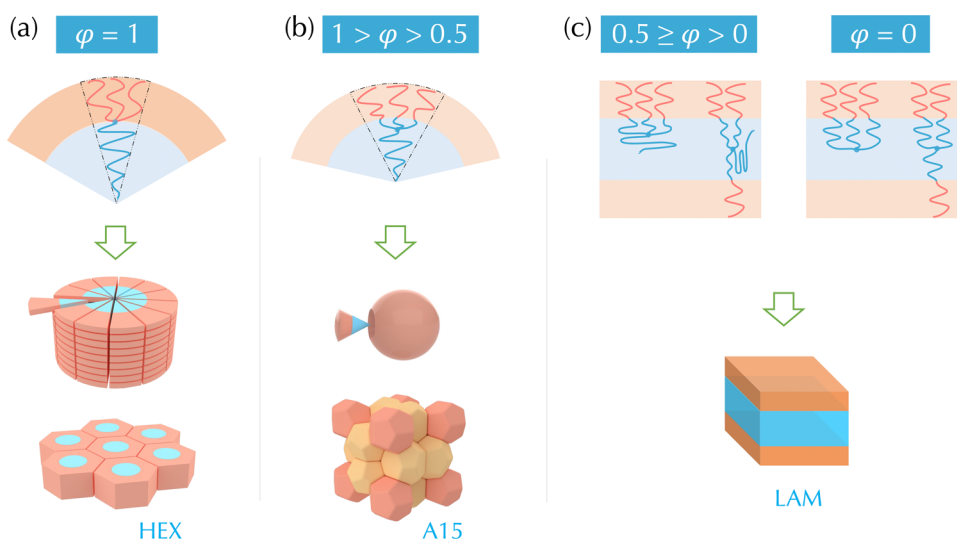 (a) φ = 1
(b) 1 > φ > 0.5
(c) 0.5 ≥ φ > 0
φ = 0
HEX
A15
LAM